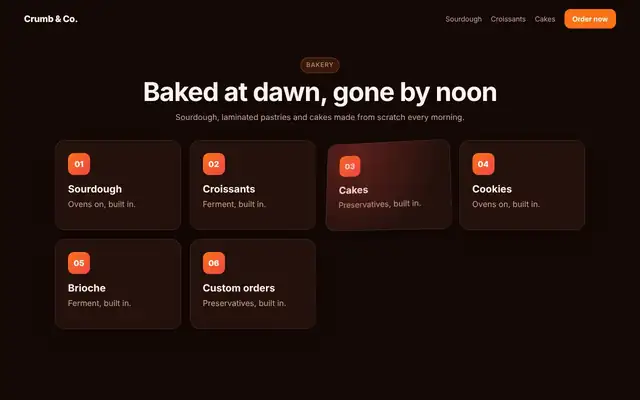 Crumb & Co.
Sourdough Croissants Cakes Order now
BAKERY
Baked at dawn, gone by noon
Sourdough, laminated pastries and cakes made from scratch every morning.
01
Sourdough
Ovens on, built in.
02
Croissants
Ferment, built in.
03
Cakes
Preservatives, built in.
04
Cookies
Ovens on, built in.
05
Brioche
Ferment, built in.
06
Custom orders
Preservatives, built in.